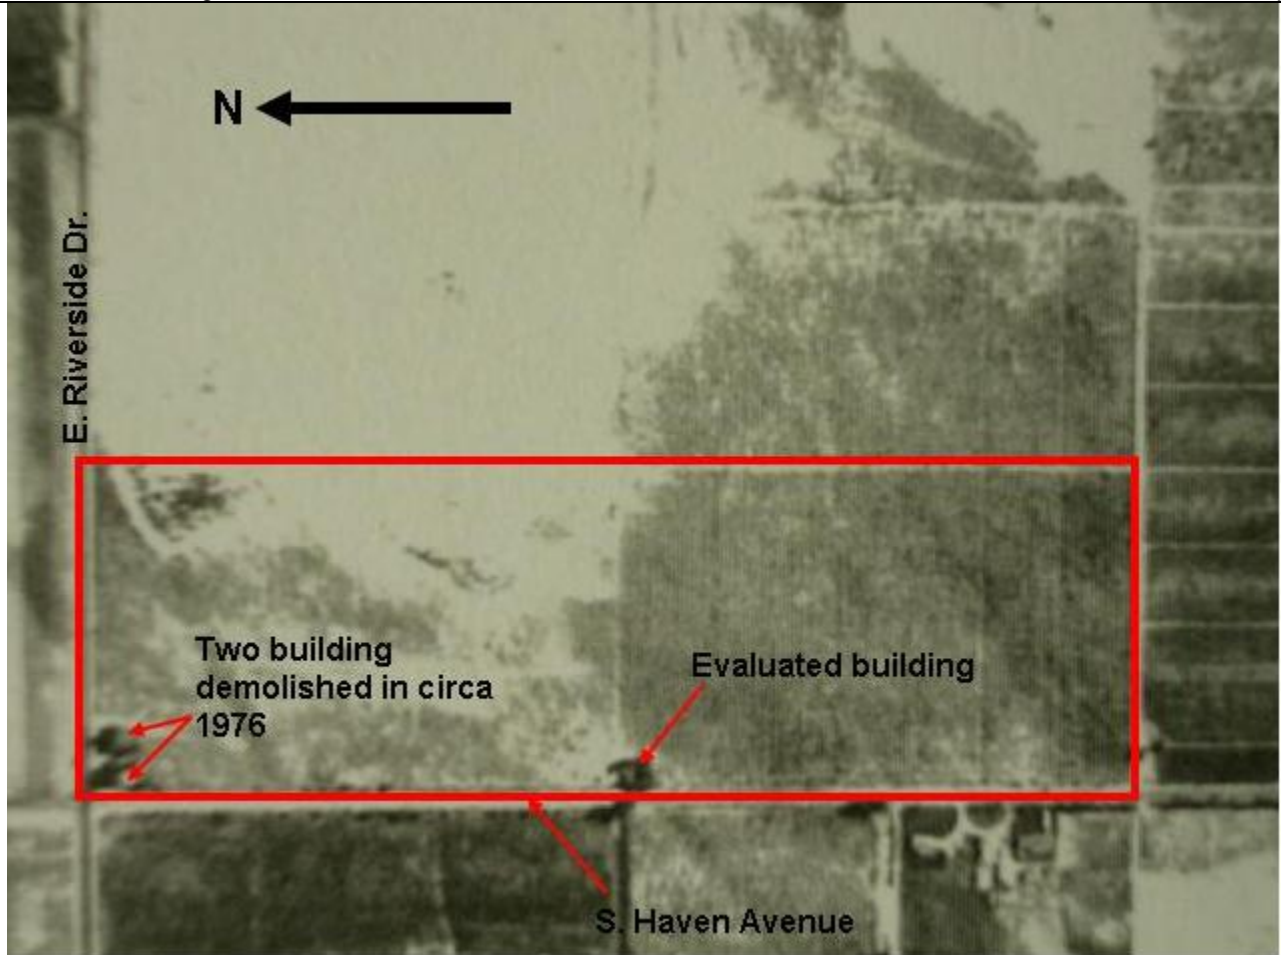 N
E. Riverside Dr.
Two building
demolished in circa
1976
Evaluated building
S. Haven Avenue